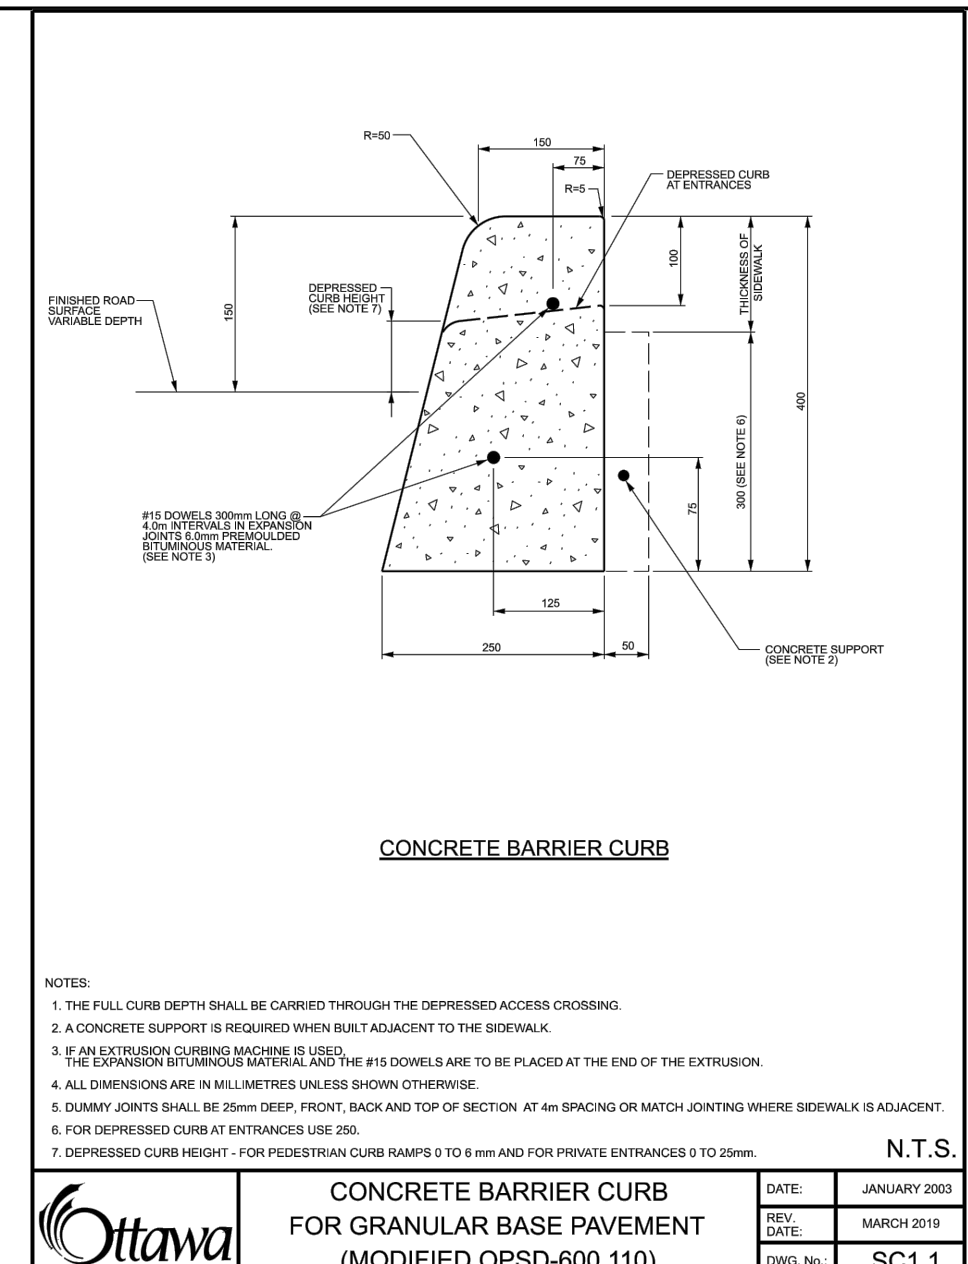 R=50
150
75
R=5
DEPRESSED CURB
AT ENTRANCES
100
THICKNESS OF
SIDEWALK
DEPRESSED
CURB HEIGHT
(SEE NOTE 7)
FINISHED ROAD
SURFACE
VARIABLE DEPTH
150
400
300 (SEE NOTE 6)
75
#15 DOWELS 300mm LONG @
4.0m INTERVALS IN EXPANSION
JOINTS 6.0mm PREMOULDED
BITUMINOUS MATERIAL.
(SEE NOTE 3)
125
250
50
CONCRETE SUPPORT
(SEE NOTE 2)
CONCRETE BARRIER CURB
NOTES:
1. THE FULL CURB DEPTH SHALL BE CARRIED THROUGH THE DEPRESSED ACCESS CROSSING.
2. A CONCRETE SUPPORT IS REQUIRED WHEN BUILT ADJACENT TO THE SIDEWALK.
3. IF AN EXTRUSION CURBING MACHINE IS USED,
THE EXPANSION BITUMINOUS MATERIAL AND THE #15 DOWELS ARE TO BE PLACED AT THE END OF THE EXTRUSION.
4. ALL DIMENSIONS ARE IN MILLIMETRES UNLESS SHOWN OTHERWISE.
5. DUMMY JOINTS SHALL BE 25mm DEEP, FRONT, BACK AND TOP OF SECTION AT 4m SPACING OR MATCH JOINTING WHERE SIDEWALK IS ADJACENT.
6. FOR DEPRESSED CURB AT ENTRANCES USE 250.
7. DEPRESSED CURB HEIGHT - FOR PEDESTRIAN CURB RAMPS 0 TO 6 mm AND FOR PRIVATE ENTRANCES 0 TO 25mm.
N.T.S.
Ottawa
CONCRETE BARRIER CURB
FOR GRANULAR BASE PAVEMENT
(MODIFIED OPSD-600.110)
DATE: JANUARY 2003
REV.
DATE: MARCH 2019
DWG. No.: SC1.1